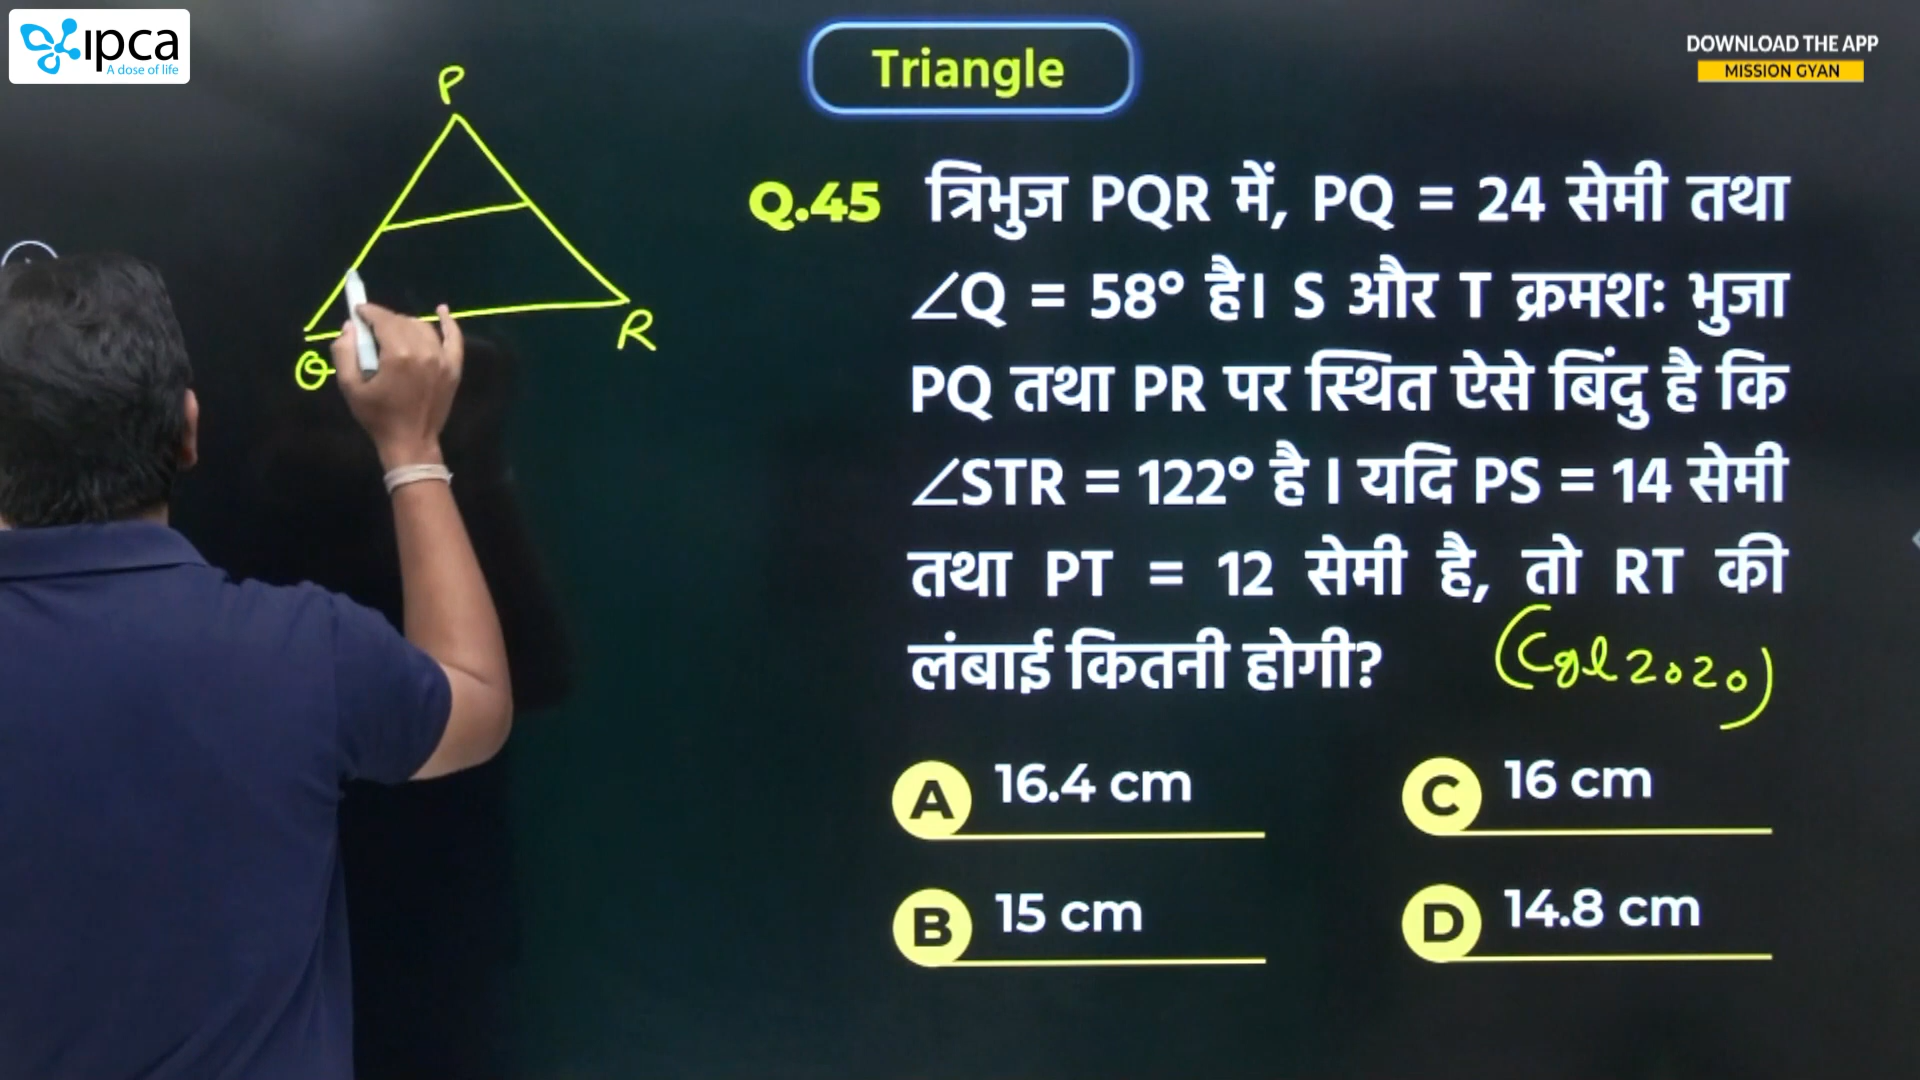 ipca
A dose of life
Triangle
DOWNLOAD THE APP
MISSION GYAN
P
Q
R
Q.45 त्रिभुज PQR में, PQ = 24 सेमी तथा
∠Q = 58° है। S और T क्रमशः भुजा
PQ तथा PR पर स्थित ऐसे बिंदु है कि
∠STR = 122° है । यदि PS = 14 सेमी
तथा PT = 12 सेमी है, तो RT की
लंबाई कितनी होगी?
(Cgl 2020)
A 16.4 cm
C 16 cm
B 15 cm
D 14.8 cm